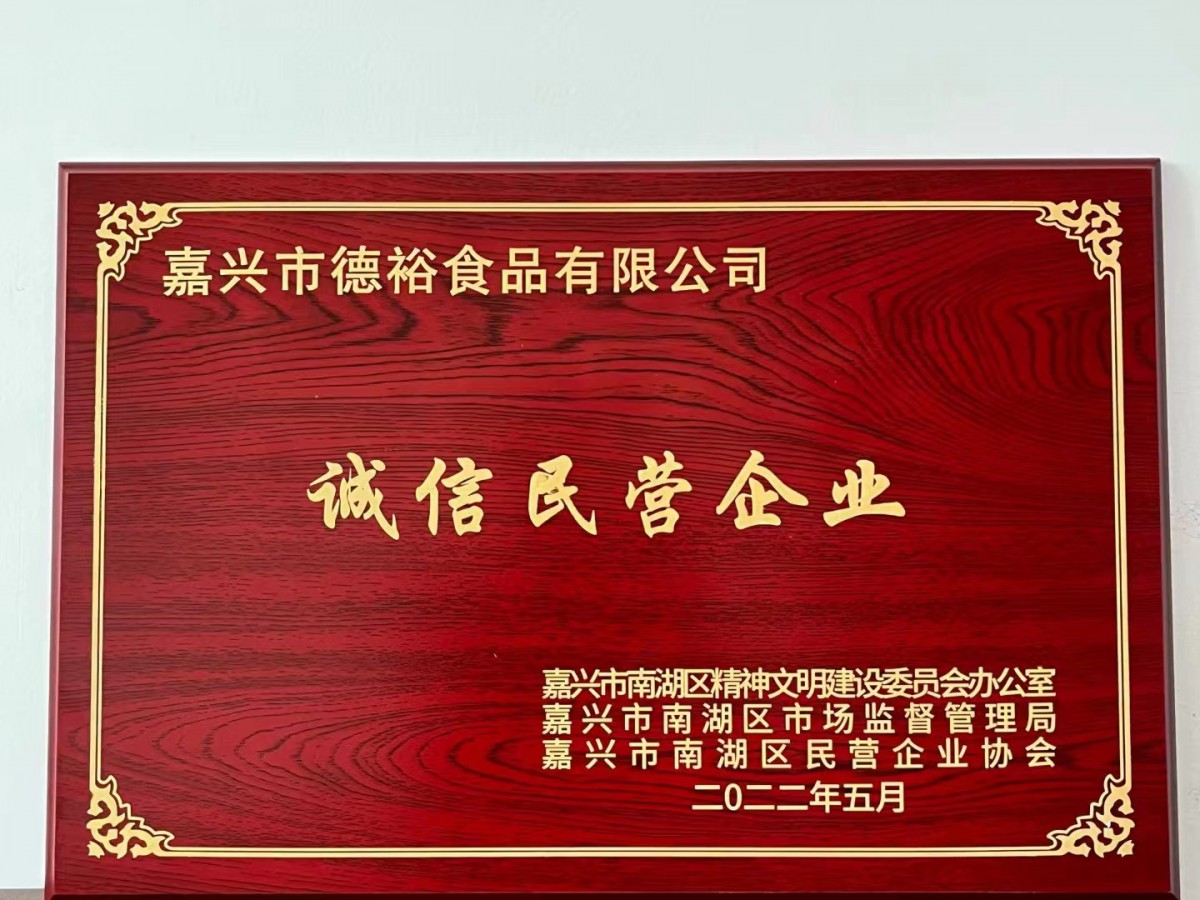 嘉兴市德裕食品有限公司
诚信民营企业
嘉兴市南湖区精神文明建设委员会办公室
嘉兴市南湖区市场监督管理局
嘉兴市南湖区民营企业协会
二0二二年五月